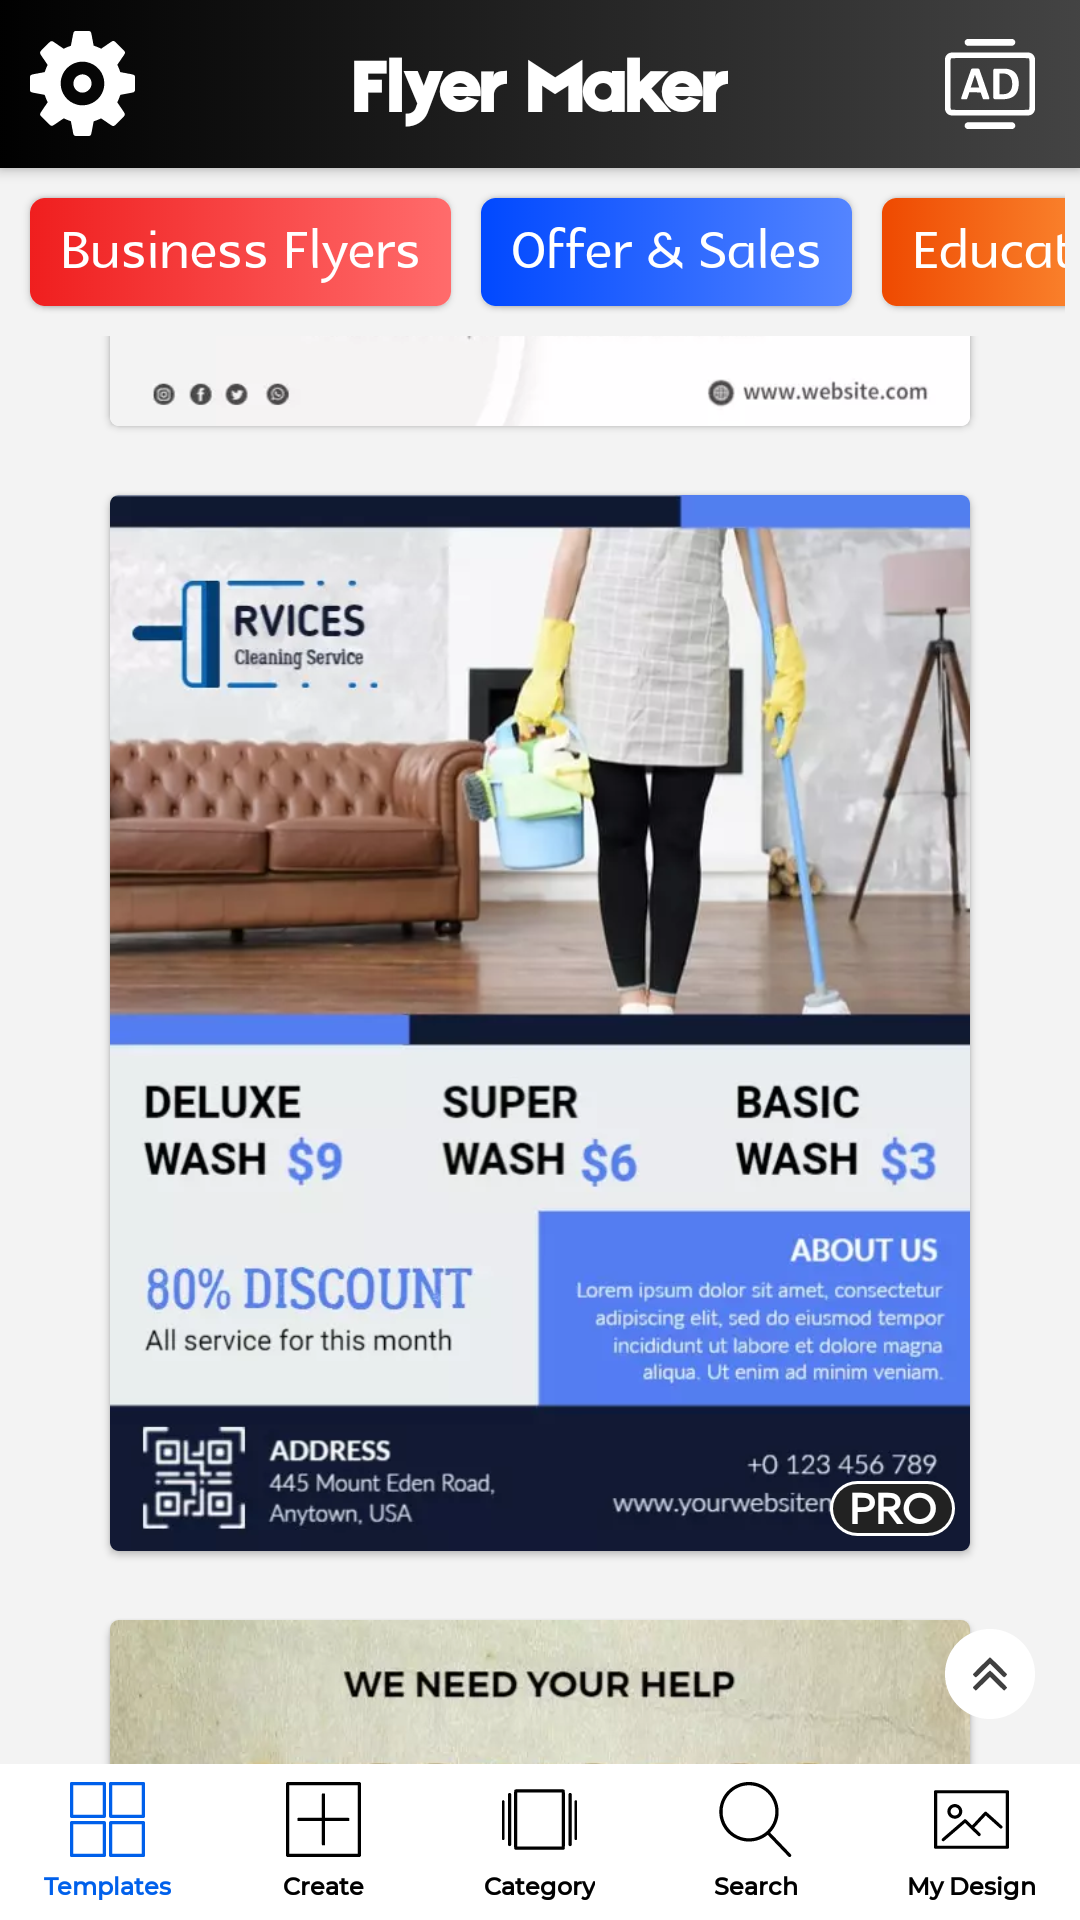 Flyer Maker
AD
Business Flyers
Offer & Sales
Educat
www.website.com
RVICES
Cleaning Service
DELUXE
WASH $9
SUPER
WASH $6
BASIC
WASH $3
80% DISCOUNT
All service for this month
ABOUT US
Lorem ipsum dolor sit amet, consectetur
adipiscing elit, sed do eiusmod tempor
incididunt ut labore et dolore magna
aliqua. Ut enim ad minim veniam.
ADDRESS
445 Mount Eden Road,
Anytown, USA
+0 123 456 789
www.yourwebsiten
PRO
WE NEED YOUR HELP
Templates
Create
Category
Search
My Design